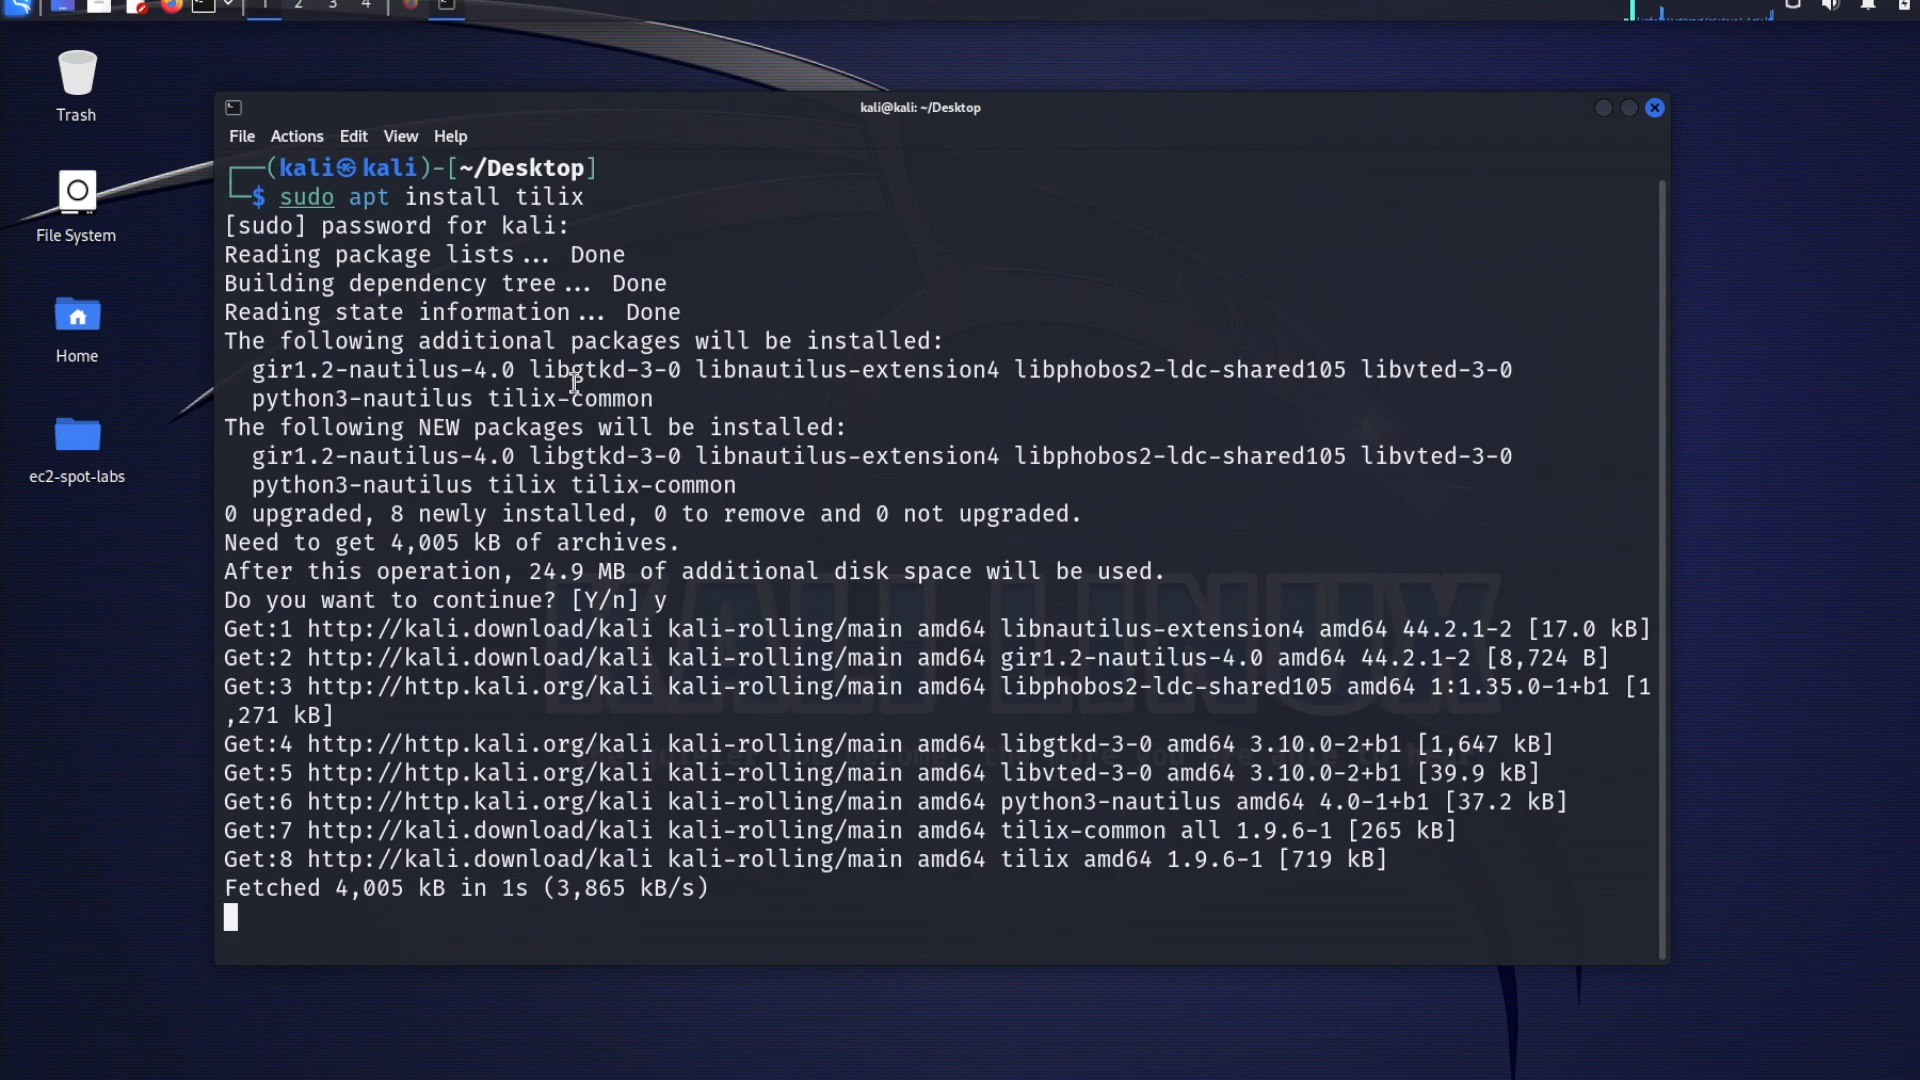 1 2 3 4
Trash
File System
Home
ec2-spot-labs
kali@kali: ~/Desktop
File Actions Edit View Help
(kali㉿kali)-[~/Desktop]
$ sudo apt install tilix
[sudo] password for kali:
Reading package lists... Done
Building dependency tree... Done
Reading state information... Done
The following additional packages will be installed:
gir1.2-nautilus-4.0 libgtkd-3-0 libnautilus-extension4 libphobos2-ldc-shared105 libvted-3-0
python3-nautilus tilix-common
The following NEW packages will be installed:
gir1.2-nautilus-4.0 libgtkd-3-0 libnautilus-extension4 libphobos2-ldc-shared105 libvted-3-0
python3-nautilus tilix tilix-common
0 upgraded, 8 newly installed, 0 to remove and 0 not upgraded.
Need to get 4,005 kB of archives.
After this operation, 24.9 MB of additional disk space will be used.
Do you want to continue? [Y/n] y
Get:1 http://kali.download/kali kali-rolling/main amd64 libnautilus-extension4 amd64 44.2.1-2 [17.0 kB]
Get:2 http://kali.download/kali kali-rolling/main amd64 gir1.2-nautilus-4.0 amd64 44.2.1-2 [8,724 B]
Get:3 http://http.kali.org/kali kali-rolling/main amd64 libphobos2-ldc-shared105 amd64 1:1.35.0-1+b1 [1
,271 kB]
Get:4 http://http.kali.org/kali kali-rolling/main amd64 libgtkd-3-0 amd64 3.10.0-2+b1 [1,647 kB]
Get:5 http://http.kali.org/kali kali-rolling/main amd64 libvted-3-0 amd64 3.10.0-2+b1 [39.9 kB]
Get:6 http://http.kali.org/kali kali-rolling/main amd64 python3-nautilus amd64 4.0-1+b1 [37.2 kB]
Get:7 http://kali.download/kali kali-rolling/main amd64 tilix-common all 1.9.6-1 [265 kB]
Get:8 http://kali.download/kali kali-rolling/main amd64 tilix amd64 1.9.6-1 [719 kB]
Fetched 4,005 kB in 1s (3,865 kB/s)
KALI LINUX